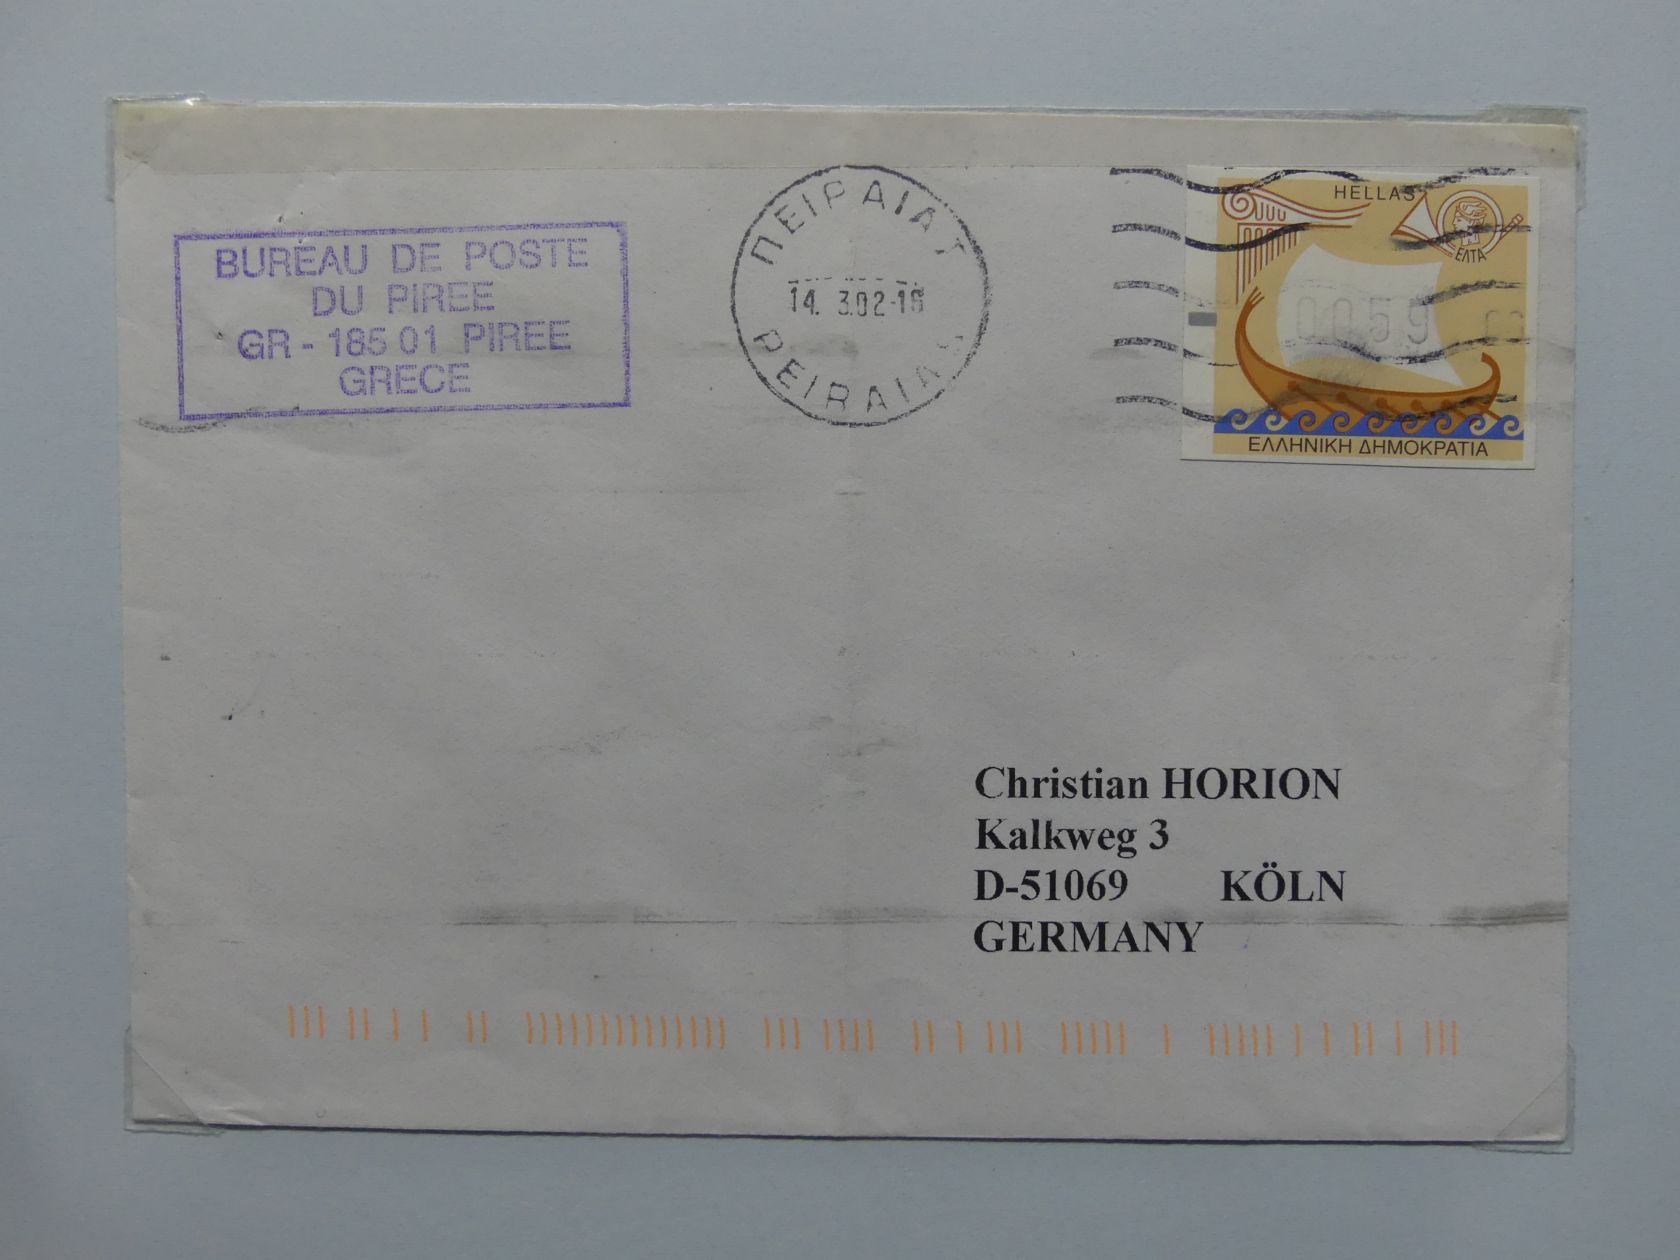 BUREAU DE POSTE
DU PIREE
GR - 185 01 PIREE
GRECE
ΠΕΙΡΑΙΑΣ
14. 3.02-18
PEIRAIAS
HELLAS
ΕΛΤΑ
0059
ΕΛΛΗΝΙΚΗ ΔΗΜΟΚΡΑΤΙΑ
Christian HORION
Kalkweg 3
D-51069 KÖLN
GERMANY